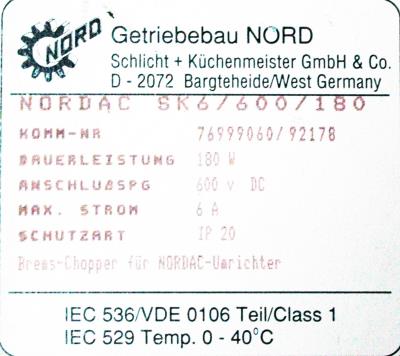 NORD
Getriebebau NORD
Schlicht + Küchenmeister GmbH & Co.
D - 2072 Bargteheide/West Germany
NORDAC SK6/600/180
KOMM-NR 76999060/92178
DAUERLEISTUNG 180 W
ANSCHLUßSPG 600 V DC
MAX. STROM 6 A
SCHUTZART IP 20
Brems-Chopper für NORDAC-Umrichter
IEC 536/VDE 0106 Teil/Class 1
IEC 529 Temp. 0 - 40°C